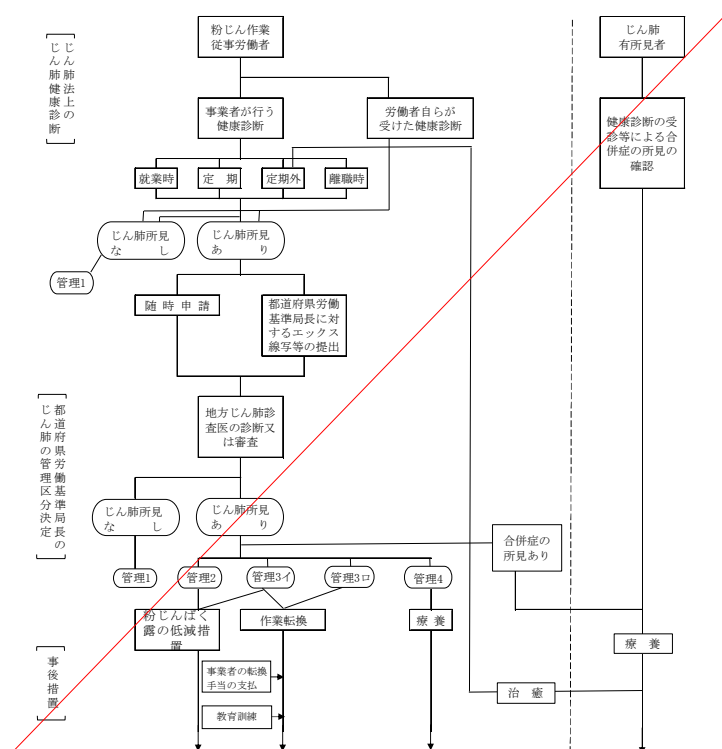 じん肺法上の
じん肺健康診断
粉じん作業
従事労働者
じん肺
有所見者
事業者が行う
健康診断
労働者自らが
受けた健康診断
健康診断の受
診等による合
併症の所見の
確認
就業時
定 期
定期外
離職時
じん肺所見
な し
じん肺所見
あ り
管理1
随 時 申 請
都道府県労働
基準局長に対
するエックス
線写等の提出
都道府県労働基準局長の
じん肺の管理区分決定
地方じん肺診
査医の診断又
は審査
じん肺所見
な し
じん肺所見
あ り
合併症の
所見あり
管理1
管理2
管理3イ
管理3ロ
管理4
粉じんばく
露の低減措
置
作業転換
療 養
療 養
事後措置
事業者の転換
手当の支払
教育訓練
治 癒